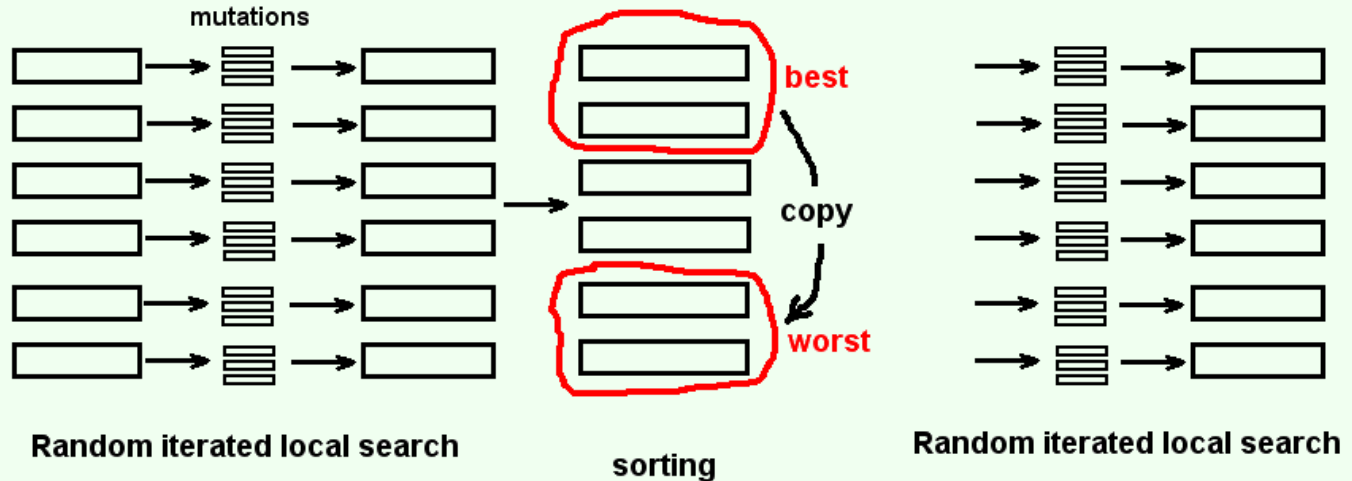 mutations
best
copy
worst
Random iterated local search
sorting
Random iterated local search